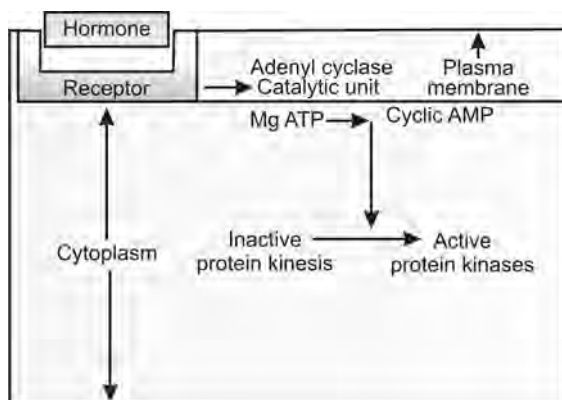 Hormone
Receptor
Adenyl cyclase
Catalytic unit
Plasma
membrane
Mg ATP
Cyclic AMP
Cytoplasm
Inactive
protein kinesis
Active
protein kinases